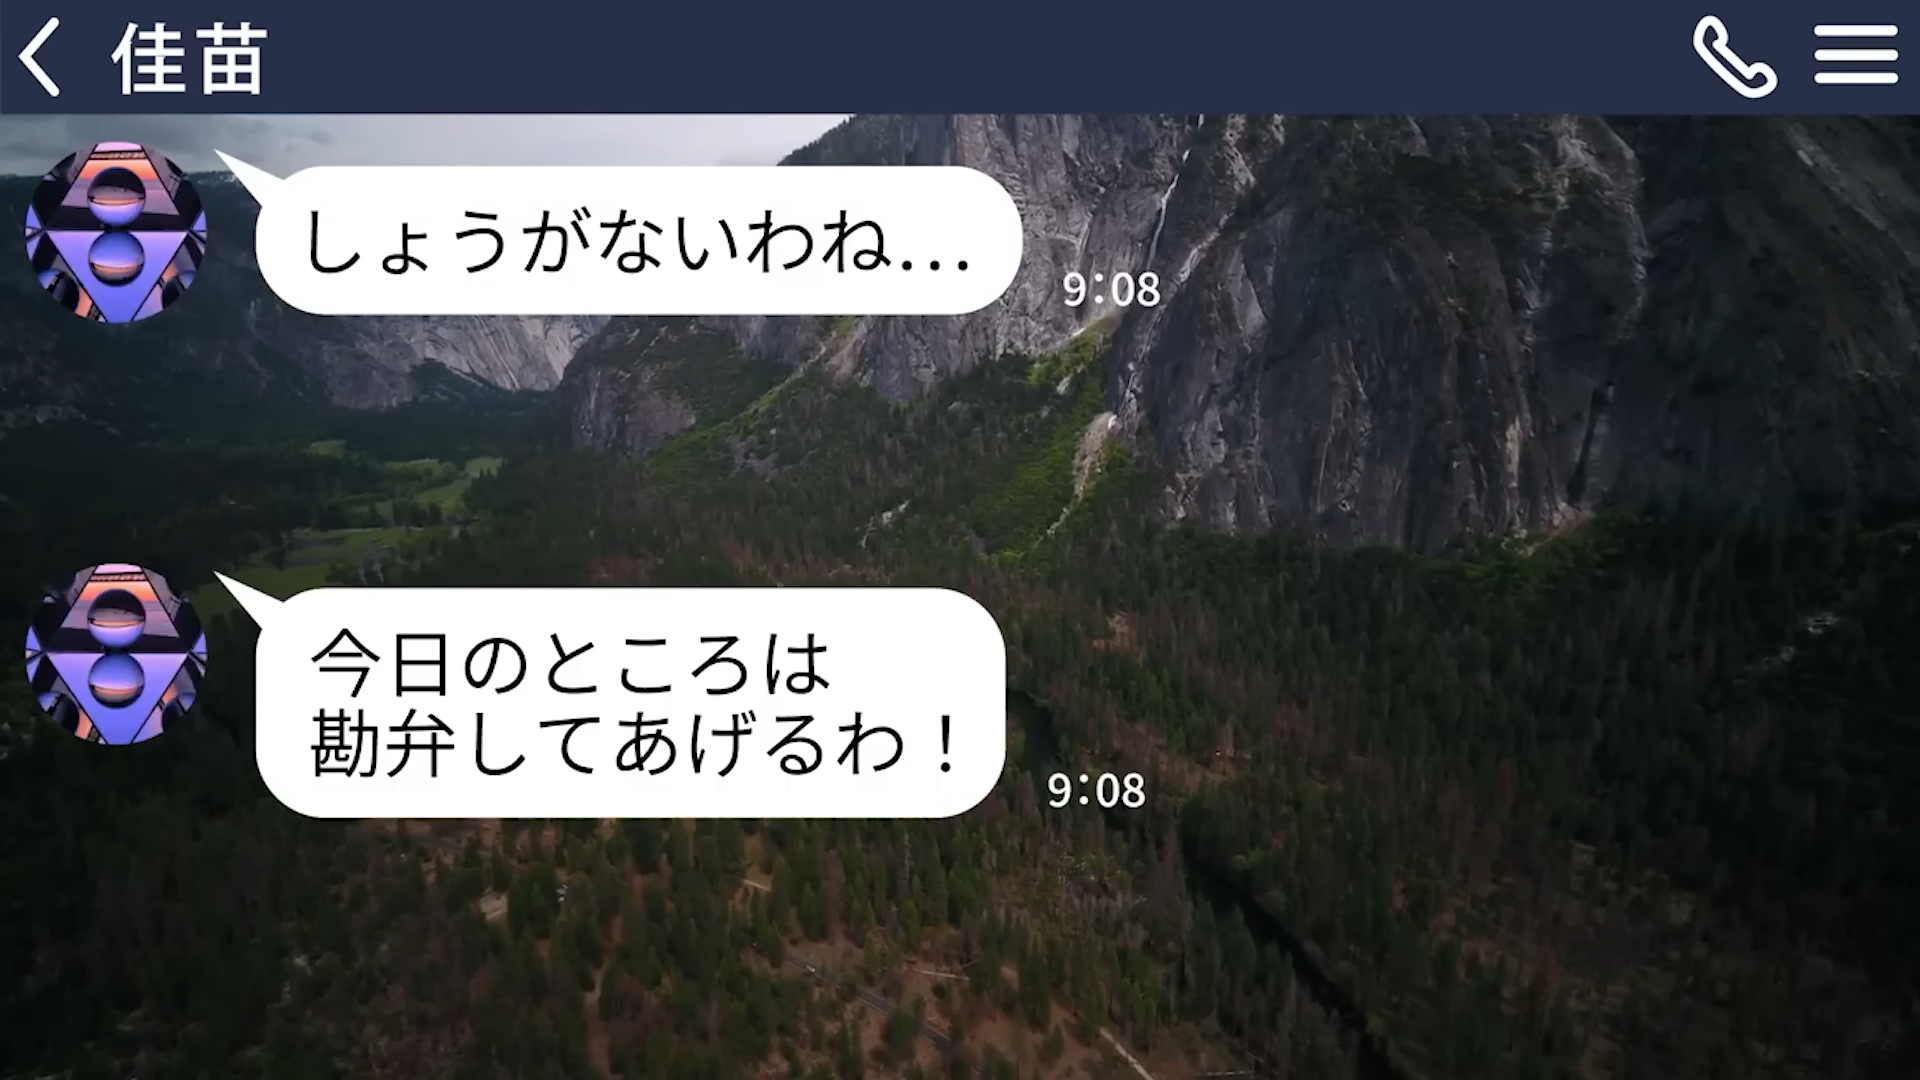 佳苗
しょうがないわね…
9:08
今日のところは
勘弁してあげるわ！
9:08